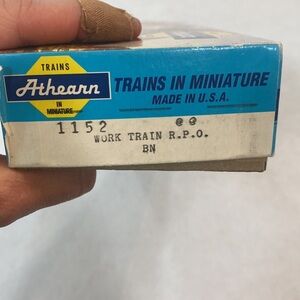 TRAINS
Athearn
IN
MINIATURE
TRAINS IN MINIATURE
MADE IN U.S.A.
1152
WORK TRAIN R.P.O.
BN